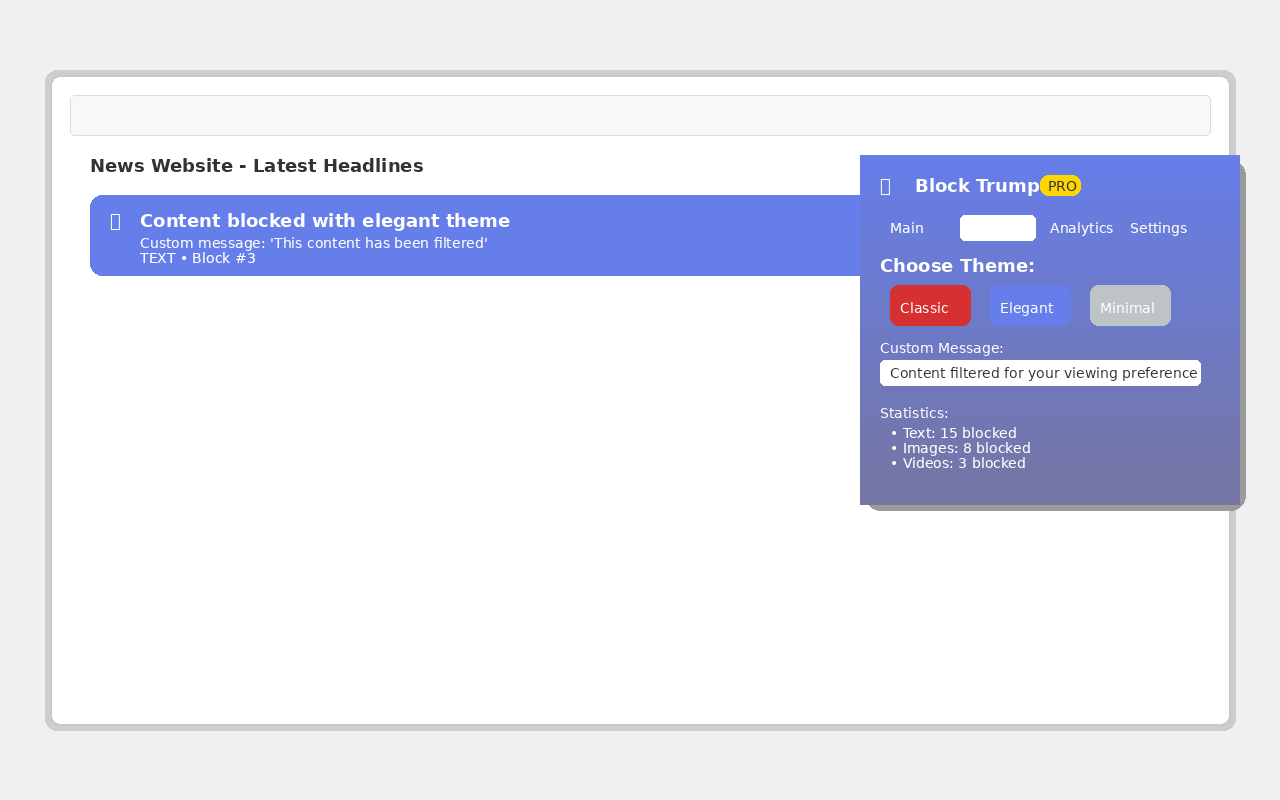 News Website - Latest Headlines
Content blocked with elegant theme
Custom message: 'This content has been filtered'
TEXT • Block #3
Block Trump PRO
Main Analytics Settings
Choose Theme:
Classic Elegant Minimal
Custom Message:
Content filtered for your viewing preference
Statistics:
• Text: 15 blocked
• Images: 8 blocked
• Videos: 3 blocked